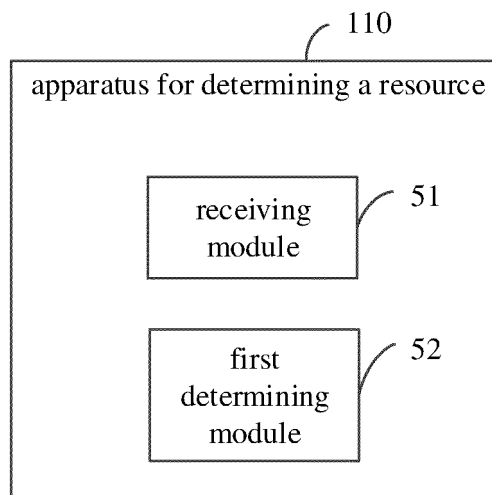 110
apparatus for determining a resource
receiving
module
51
first
determining
module
52